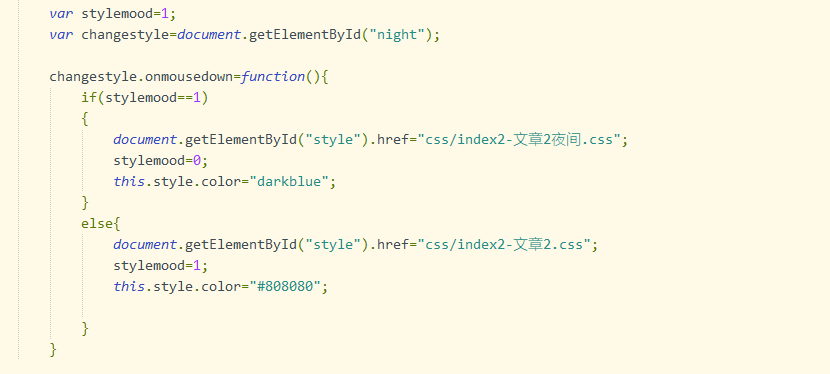 var stylemood=1;
var changestyle=document.getElementById("night");
changestyle.onmousedown=function(){
if(stylemood==1)
{
document.getElementById("style").href="css/index2-文章2夜间.css";
stylemood=0;
this.style.color="darkblue";
}
else{
document.getElementById("style").href="css/index2-文章2.css";
stylemood=1;
this.style.color="#808080";
}
}